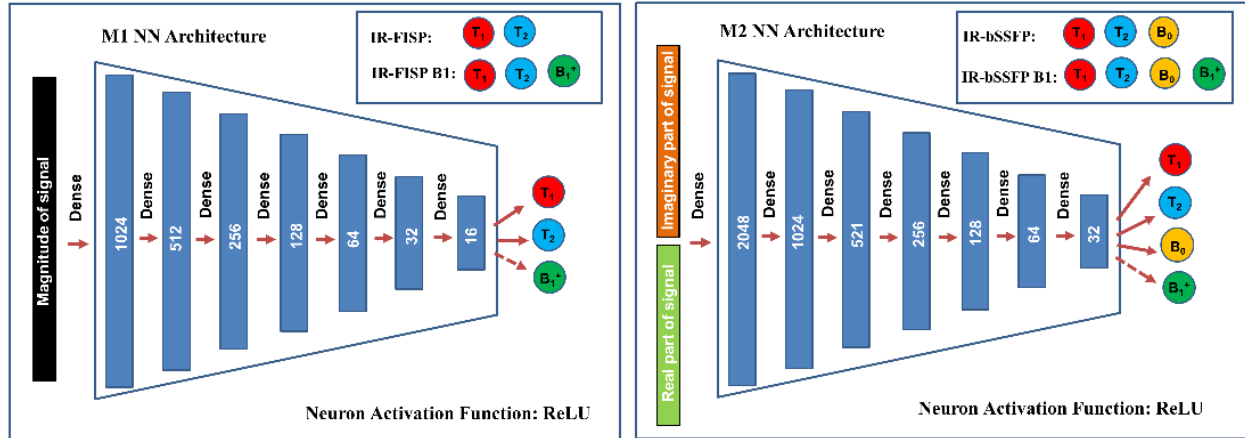 M1 NN Architecture
IR-FISP: T1 T2
IR-FISP B1: T1 T2 B1+
Magnitude of signal
Dense
1024
Dense
512
Dense
256
Dense
128
Dense
64
Dense
32
Dense
16
T1
T2
B1+
Neuron Activation Function: ReLU
M2 NN Architecture
IR-bSSFP: T1 T2 B0
IR-bSSFP B1: T1 T2 B0 B1+
Imaginary part of signal
Real part of signal
Dense
2048
Dense
1024
Dense
521
Dense
256
Dense
128
Dense
64
Dense
32
T1
T2
B0
B1+
Neuron Activation Function: ReLU